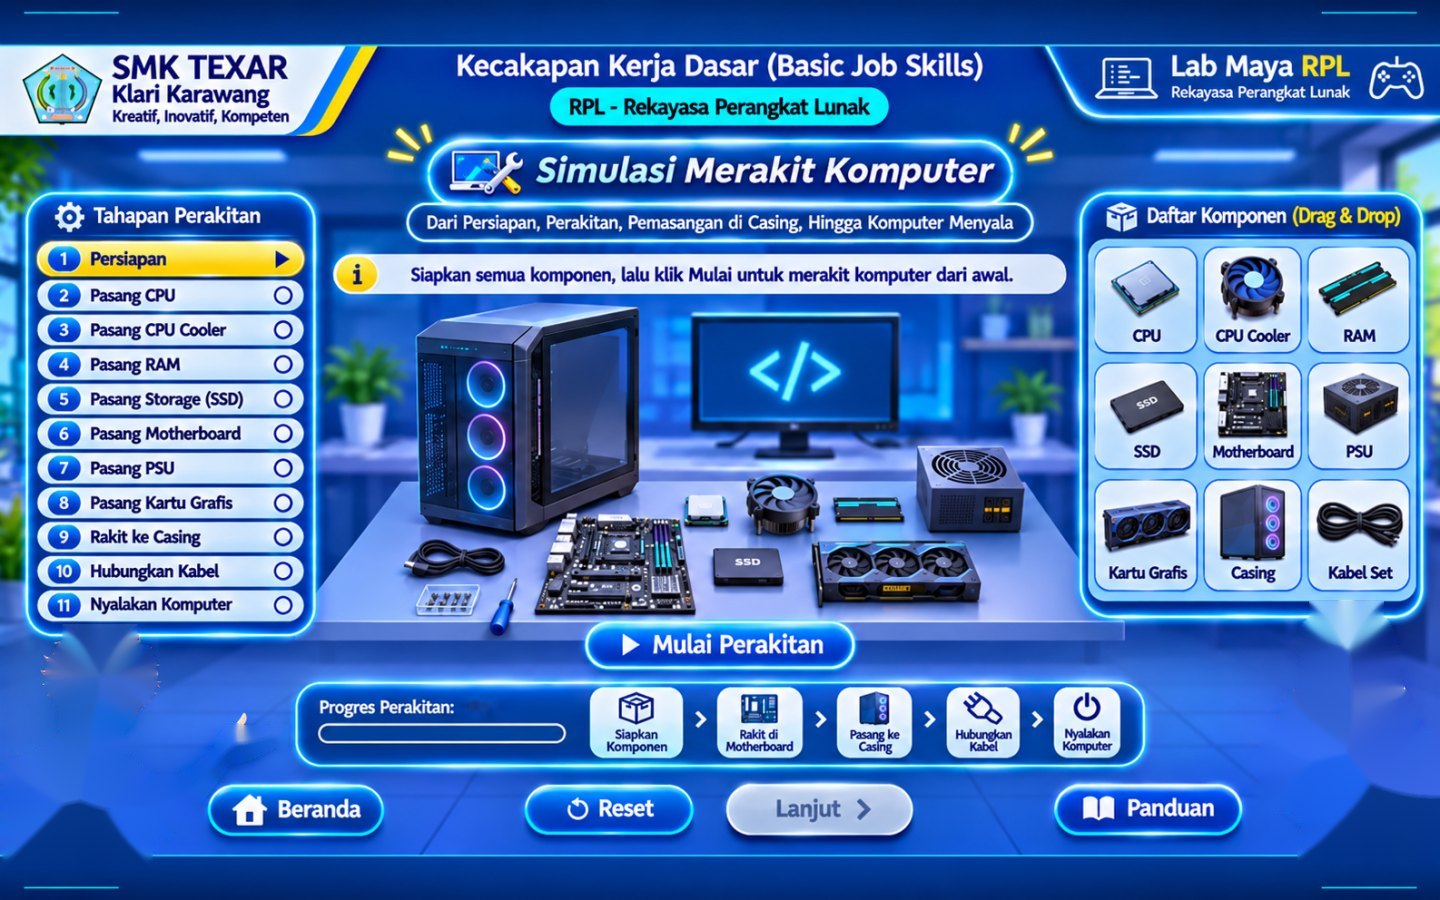 SMK TEXAR
Klari Karawang
Kreatif, Inovatif, Kompeten
Kecakapan Kerja Dasar (Basic Job Skills)
RPL - Rekayasa Perangkat Lunak
Lab Maya RPL
Rekayasa Perangkat Lunak
Simulasi Merakit Komputer
Dari Persiapan, Perakitan, Pemasangan di Casing, Hingga Komputer Menyala
i
Siapkan semua komponen, lalu klik Mulai untuk merakit komputer dari awal.
Tahapan Perakitan
1 Persiapan
2 Pasang CPU
3 Pasang CPU Cooler
4 Pasang RAM
5 Pasang Storage (SSD)
6 Pasang Motherboard
7 Pasang PSU
8 Pasang Kartu Grafis
9 Rakit ke Casing
10 Hubungkan Kabel
11 Nyalakan Komputer
</>
SSD
Daftar Komponen (Drag & Drop)
CPU
CPU Cooler
RAM
SSD
SSD
Motherboard
PSU
Kartu Grafis
Casing
Kabel Set
Mulai Perakitan
Progres Perakitan:
Siapkan
Komponen
Rakit di
Motherboard
Pasang ke
Casing
Hubungkan
Kabel
Nyalakan
Komputer
Beranda
Reset
Lanjut
Panduan